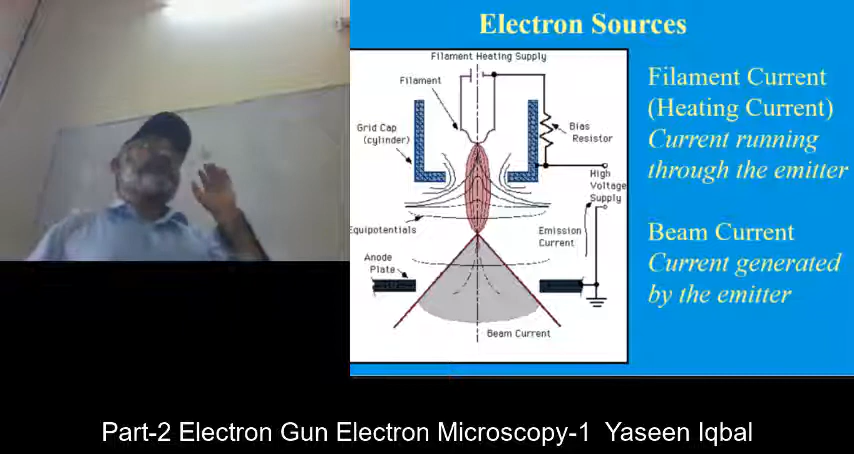 Electron Sources
Filament Heating Supply
Filament
Grid Cap
(cylinder)
Bias
Resistor
High
Voltage
Supply
Equipotentials
Emission
Current
Anode
Plate
Beam Current
Filament Current
(Heating Current)
Current running
through the emitter
Beam Current
Current generated
by the emitter
Part-2 Electron Gun Electron Microscopy-1 Yaseen Iqbal